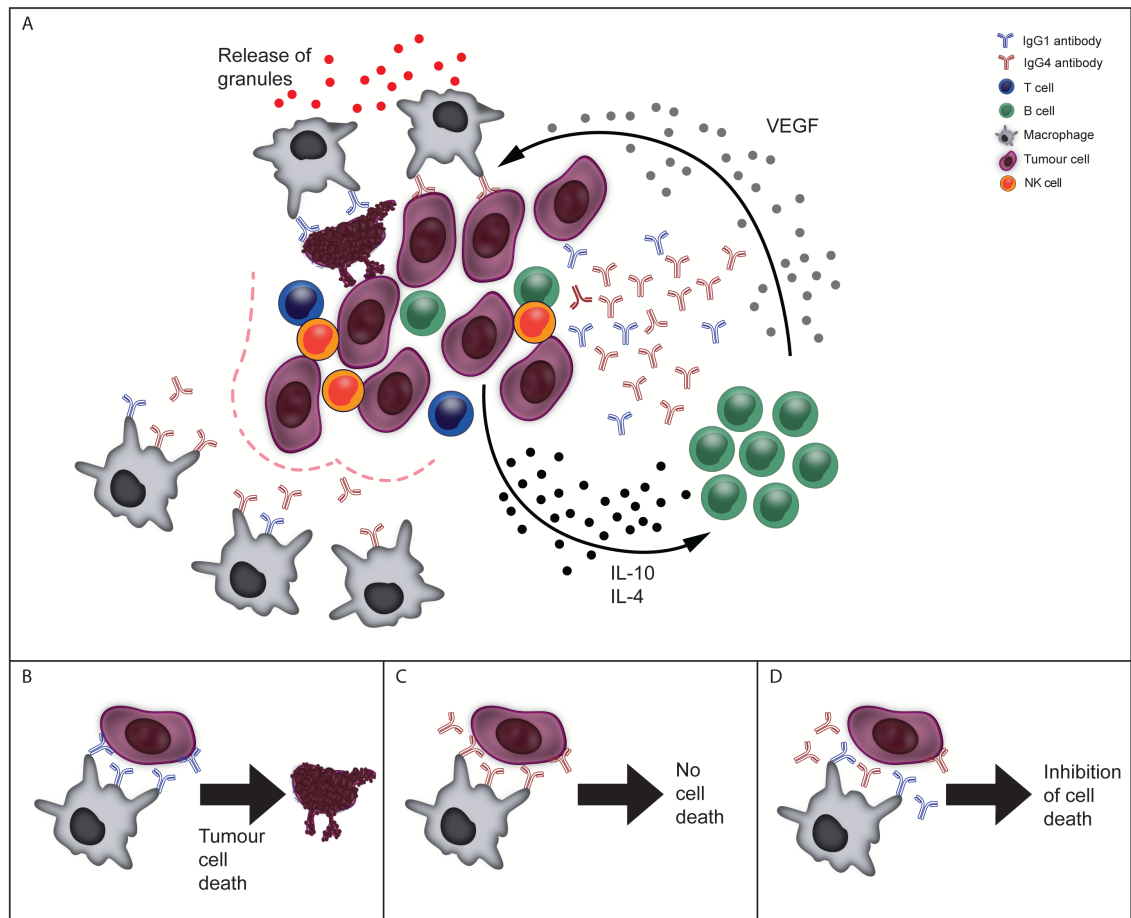 A
Release of
granules
VEGF
IgG1 antibody
IgG4 antibody
T cell
B cell
Macrophage
Tumour cell
NK cell
IL-10
IL-4
B
Tumour
cell
death
C
No
cell
death
D
Inhibition
of cell
death